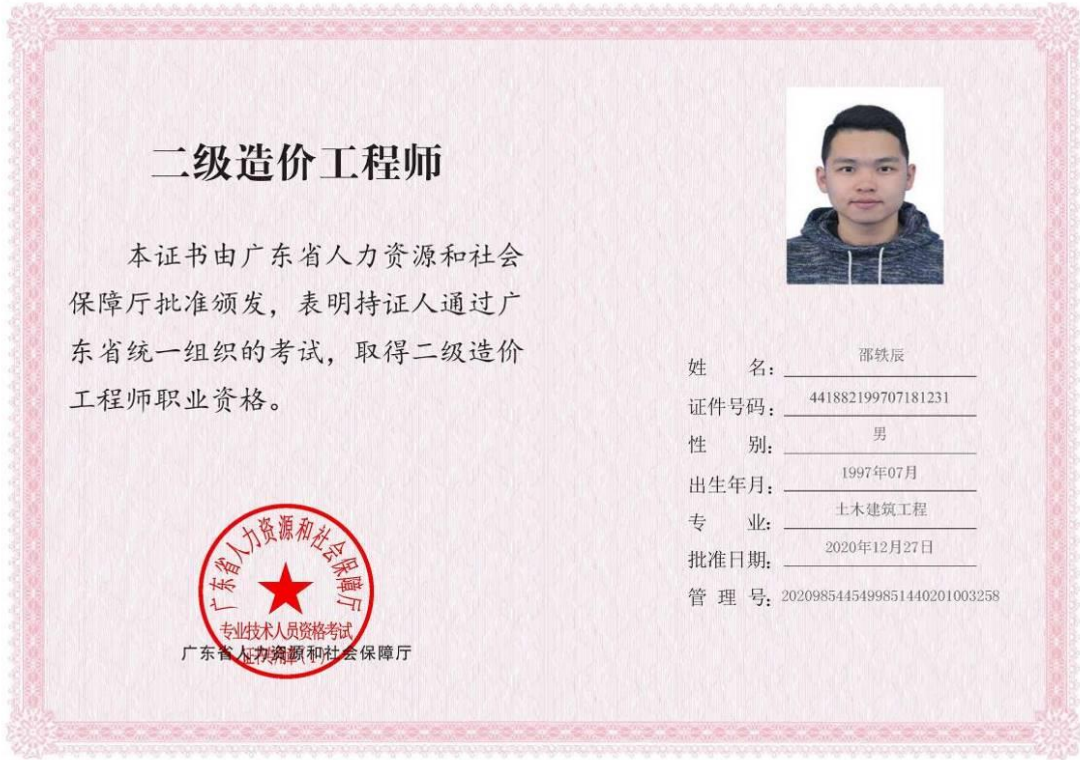 二级造价工程师
本证书由广东省人力资源和社会
保障厅批准颁发，表明持证人通过广
东省统一组织的考试，取得二级造价
工程师职业资格。
广东省人力资源和社会保障厅
专业技术人员资格考试
广东省人力资源和社会保障厅
姓 名：邵轶辰
证件号码：441882199707181231
性 别：男
出生年月：1997年07月
专 业：土木建筑工程
批准日期：2020年12月27日
管 理 号：2020985445499851440201003258